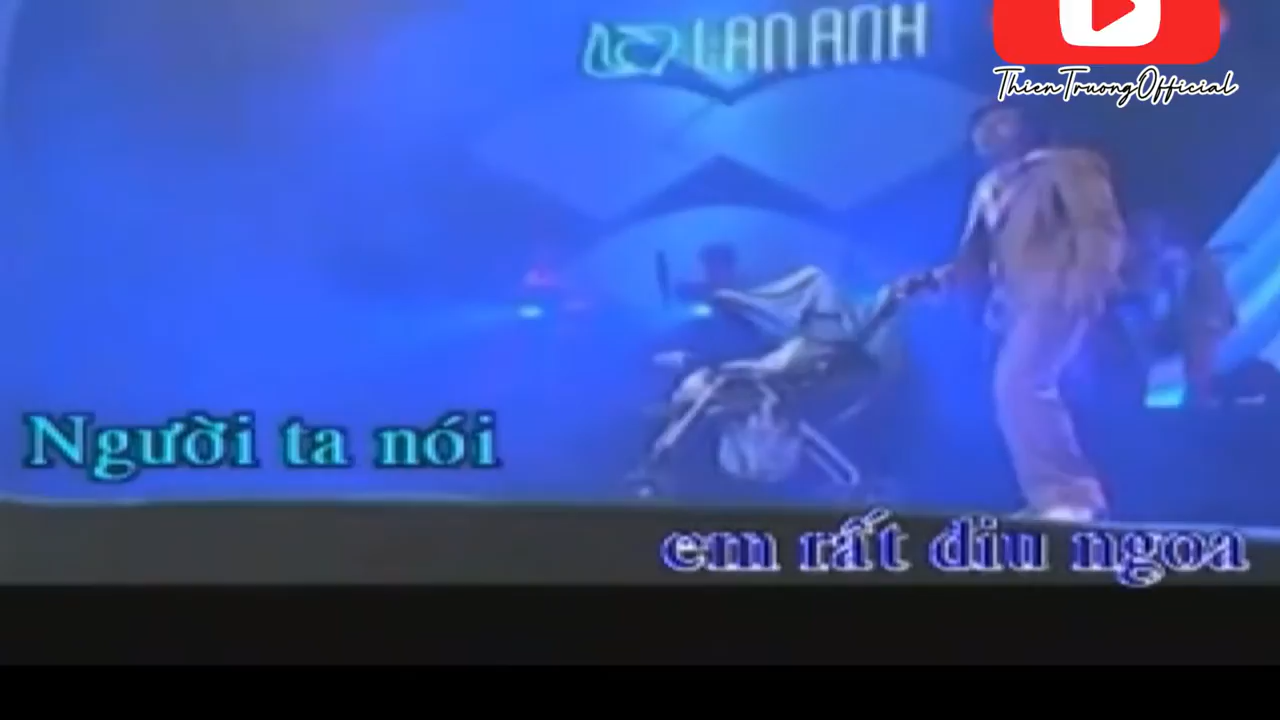 LAN ANH
ThienTruongOfficial
Người ta nói
em rất điu ngoa